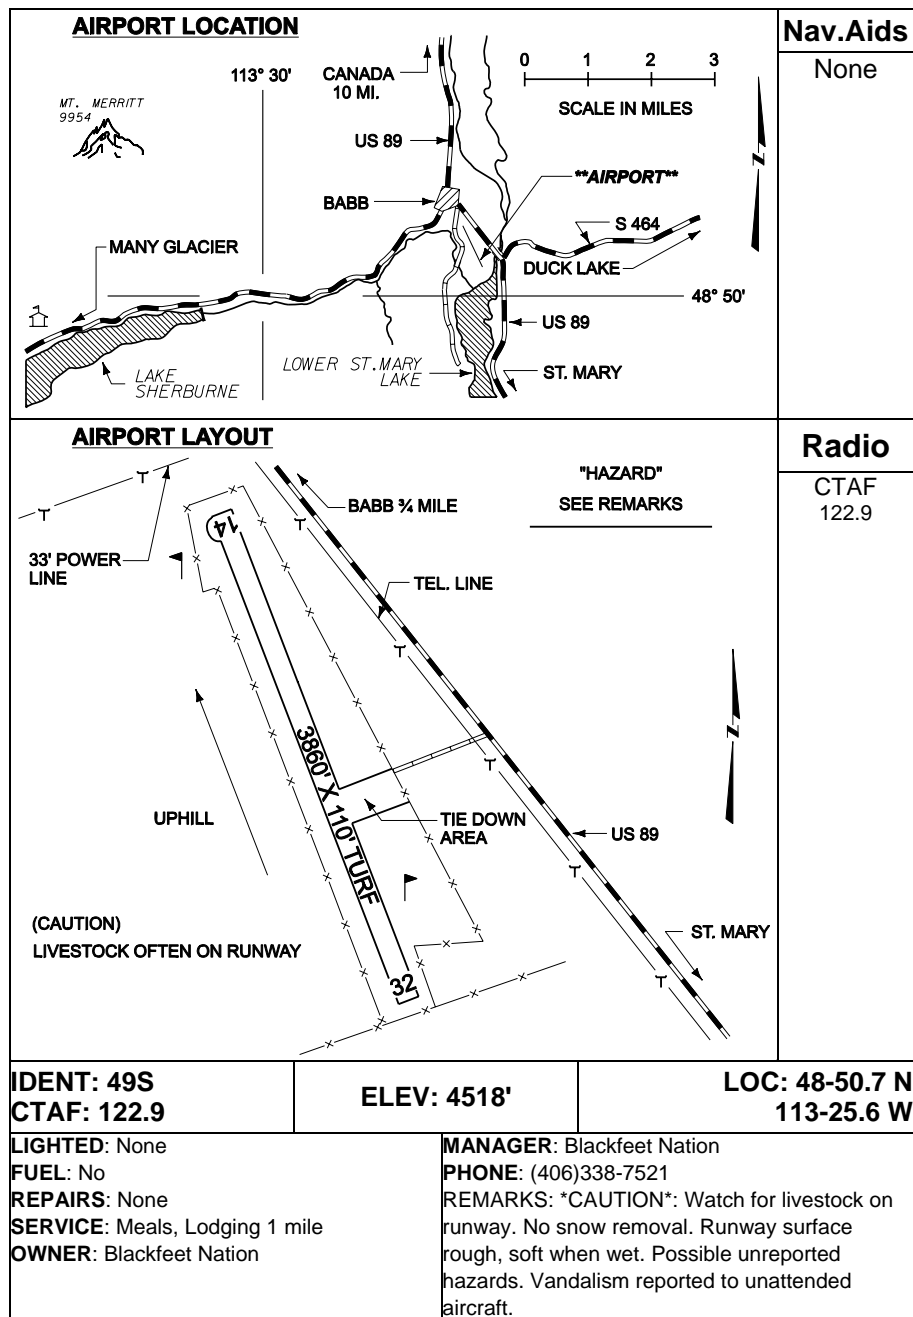 AIRPORT LOCATION
Nav.Aids
None
113° 30'
CANADA
10 MI.
0 1 2 3
SCALE IN MILES
MT. MERRITT
9954
US 89
N
**AIRPORT**
BABB
S 464
MANY GLACIER
DUCK LAKE
48° 50'
US 89
LOWER ST.MARY
LAKE
ST. MARY
LAKE
SHERBURNE
AIRPORT LAYOUT
Radio
CTAF
122.9
"HAZARD"
SEE REMARKS
BABB ¾ MILE
14
33' POWER
LINE
TEL. LINE
N
3860' X 110' TURF
UPHILL
TIE DOWN
AREA
US 89
(CAUTION)
LIVESTOCK OFTEN ON RUNWAY
ST. MARY
32
IDENT: 49S
CTAF: 122.9
ELEV: 4518'
LOC: 48-50.7 N
113-25.6 W
LIGHTED: None
FUEL: No
REPAIRS: None
SERVICE: Meals, Lodging 1 mile
OWNER: Blackfeet Nation
MANAGER: Blackfeet Nation
PHONE: (406)338-7521
REMARKS: *CAUTION*: Watch for livestock on
runway. No snow removal. Runway surface
rough, soft when wet. Possible unreported
hazards. Vandalism reported to unattended
aircraft.